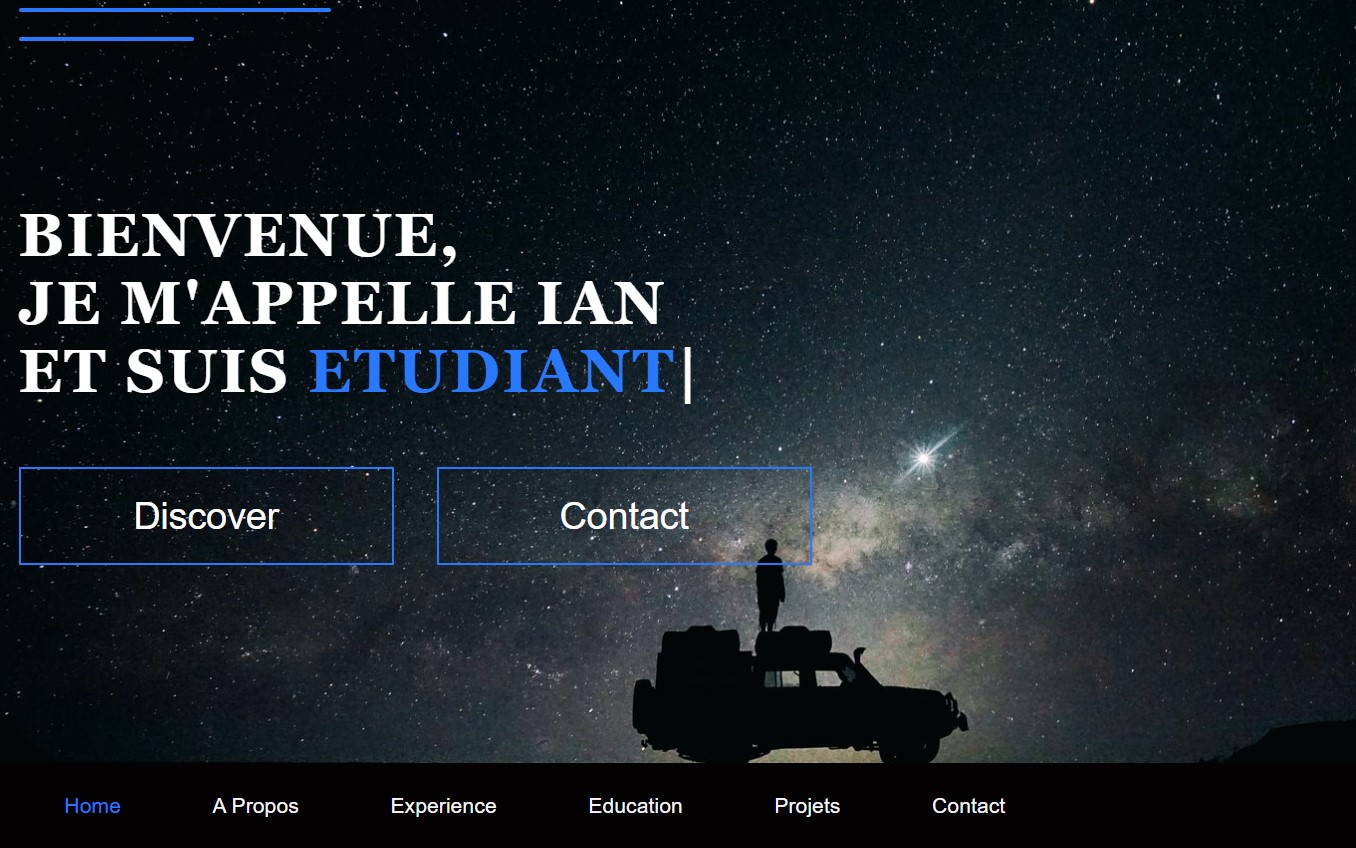 BIENVENUE,
JE M'APPELLE IAN
ET SUIS ETUDIANT|
Discover
Contact
Home
A Propos
Experience
Education
Projets
Contact